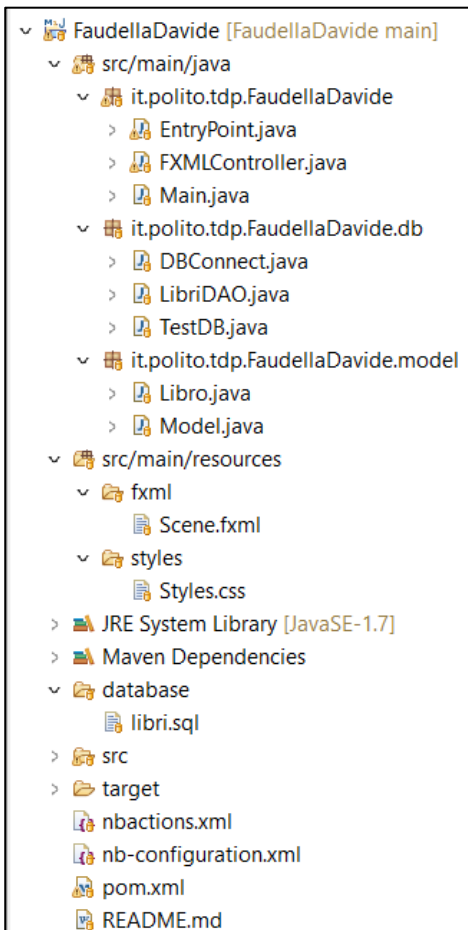 FaudellaDavide [FaudellaDavide main]
src/main/java
it.polito.tdp.FaudellaDavide
EntryPoint.java
FXMLController.java
Main.java
it.polito.tdp.FaudellaDavide.db
DBConnect.java
LibriDAO.java
TestDB.java
it.polito.tdp.FaudellaDavide.model
Libro.java
Model.java
src/main/resources
fxml
Scene.fxml
styles
Styles.css
JRE System Library [JavaSE-1.7]
Maven Dependencies
database
libri.sql
src
target
nbactions.xml
nb-configuration.xml
pom.xml
README.md